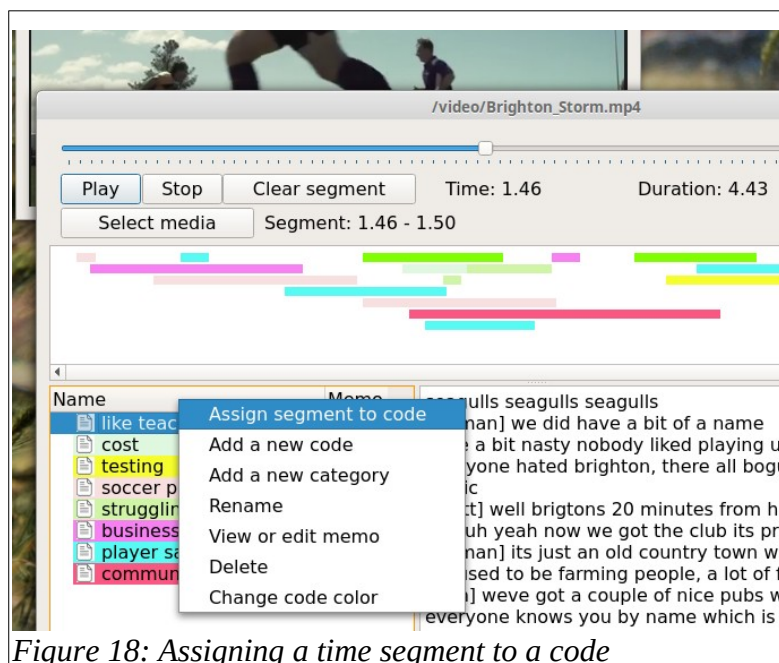 /video/Brighton_Storm.mp4
Play Stop Clear segment Time: 1.46 Duration: 4.43
Select media Segment: 1.46 - 1.50
Name Memo
like teac
cost
testing
soccer p
struggling
business
player sa
commun
Assign segment to code
Add a new code
Add a new category
Rename
View or edit memo
Delete
Change code color
seagulls seagulls seagulls
man] we did have a bit of a name
a bit nasty nobody liked playing u
yone hated brighton, there all bogu
ic
tt] well brigtons 20 minutes from h
uh yeah now we got the club its pr
man] its just an old country town w
used to be farming people, a lot of f
] weve got a couple of nice pubs w
everyone knows you by name which is
Figure 18: Assigning a time segment to a code